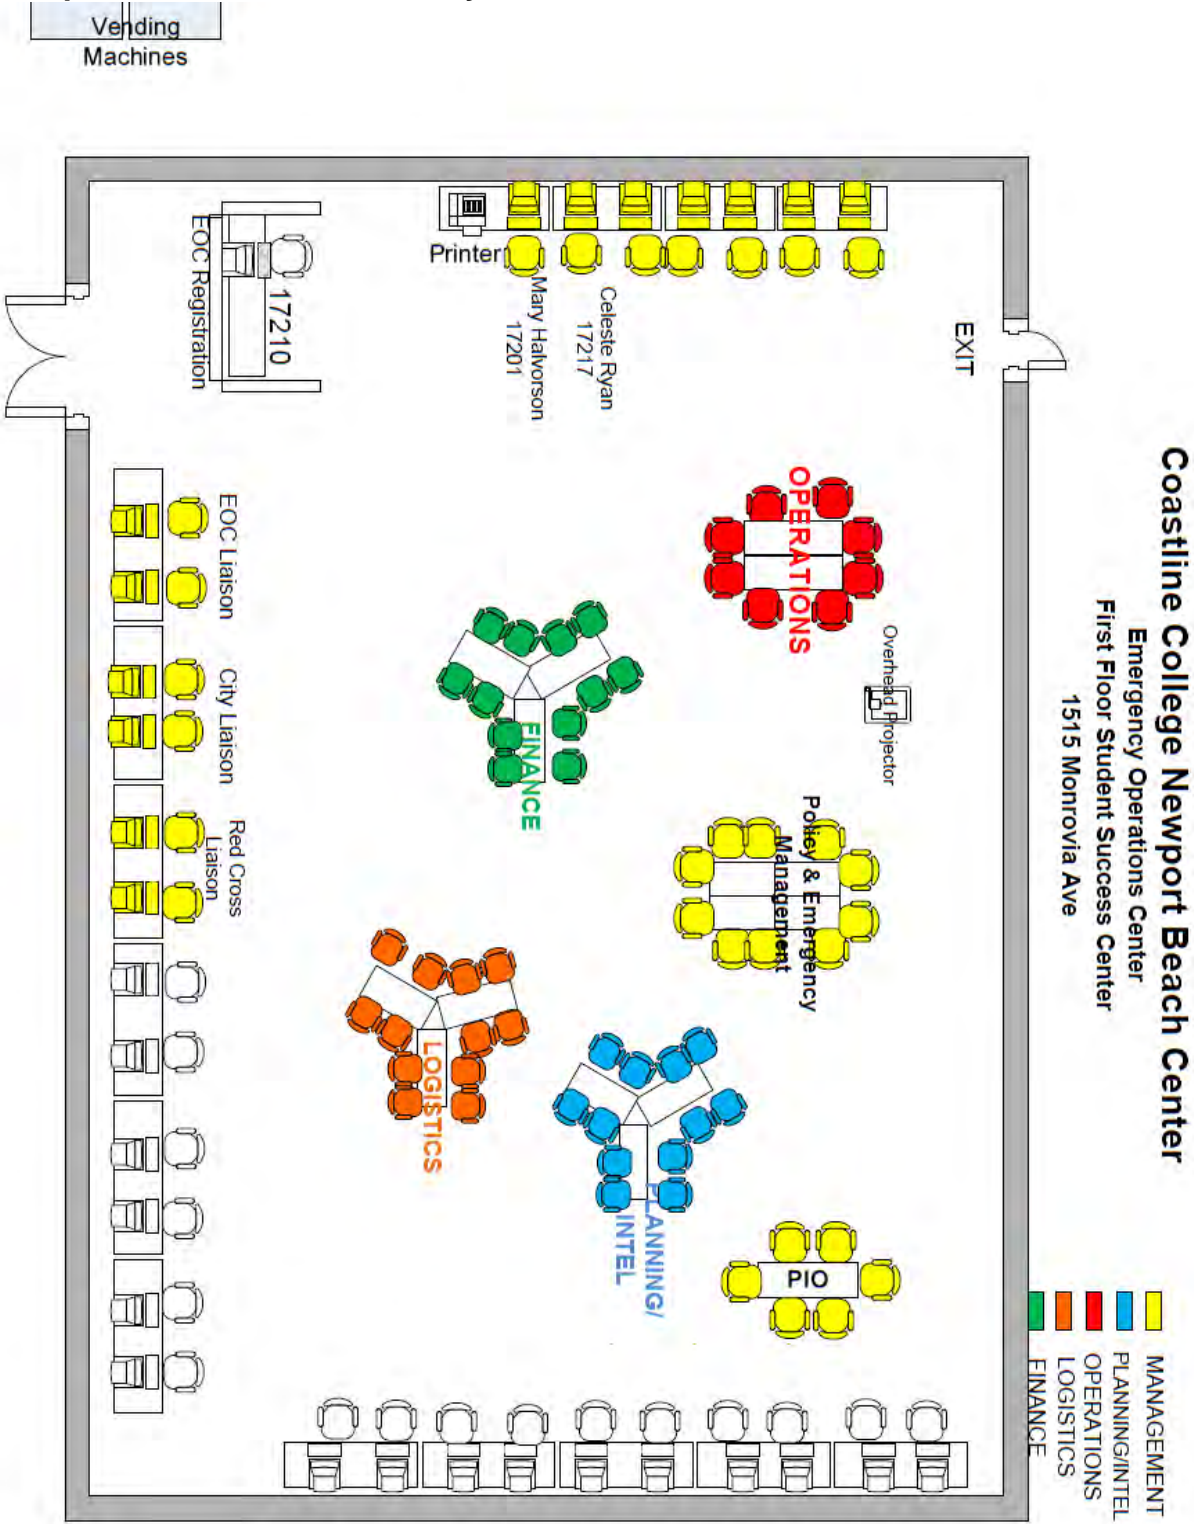 Vending
Machines
Coastline College Newport Beach Center
Emergency Operations Center
First Floor Student Success Center
1515 Monrovia Ave
EXIT
Printer
Celeste Ryan
17217
Mary Halvorson
17201
17210
EOC Registration
OPERATIONS
Overhead Projector
FINANCE
Policy & Emergency
Management
EOC Liaison
City Liaison
Red Cross
Liaison
LOGISTICS
PLANNING/
INTEL
PIO
MANAGEMENT
PLANNING/INTEL
OPERATIONS
LOGISTICS
FINANCE